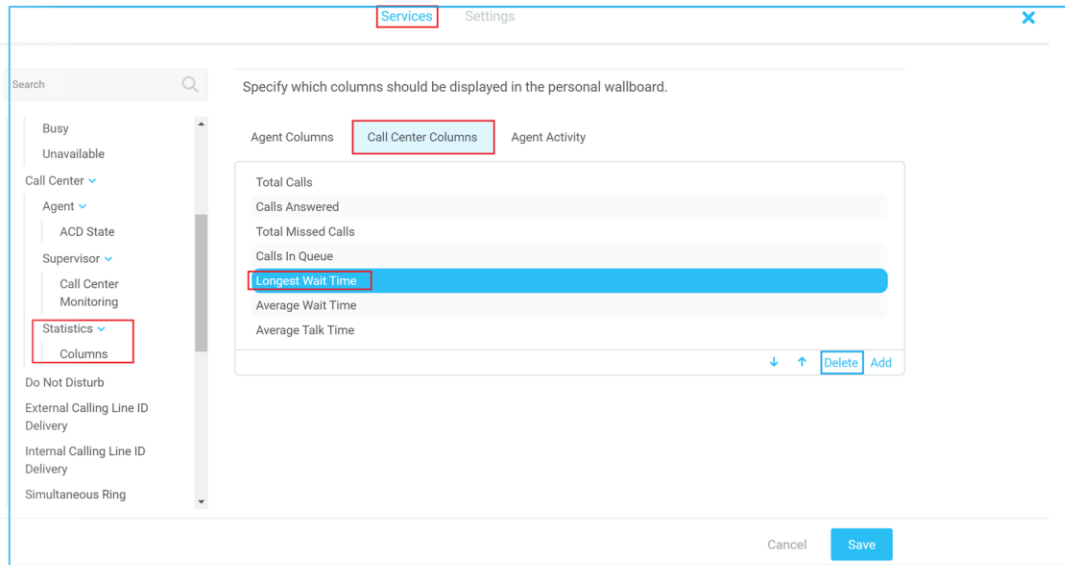 Services
Settings
Search
Busy
Unavailable
Call Center
Agent
ACD State
Supervisor
Call Center
Monitoring
Statistics
Columns
Do Not Disturb
External Calling Line ID
Delivery
Internal Calling Line ID
Delivery
Simultaneous Ring
Specify which columns should be displayed in the personal wallboard.
Agent Columns
Call Center Columns
Agent Activity
Total Calls
Calls Answered
Total Missed Calls
Calls In Queue
Longest Wait Time
Average Wait Time
Average Talk Time
Delete
Add
Cancel
Save